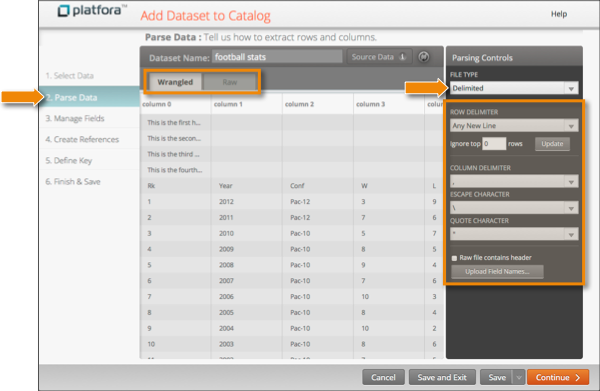 platfora™
Add Dataset to Catalog
Help
Parse Data : Tell us how to extract rows and columns.
1. Select Data
2. Parse Data
3. Manage Fields
4. Create References
5. Define Key
6. Finish & Save
Dataset Name: football stats
Source Data
Wrangled Raw
column 0 column 1 column 2 column 3 colun
This is the first h...
This is the secon...
This is the third ...
This is the fourth...
Rk Year Conf W L
1 2012 Pac-12 3 9
2 2011 Pac-12 7 6
3 2010 Pac-10 5 7
4 2009 Pac-10 8 5
5 2008 Pac-10 9 4
6 2007 Pac-10 7 6
7 2006 Pac-10 10 3
8 2005 Pac-10 8 4
9 2004 Pac-10 10 2
10 2003 Pac-10 8 6
Parsing Controls
FILE TYPE
Delimited
ROW DELIMITER
Any New Line
Ignore top 0 rows Update
COLUMN DELIMITER
,
ESCAPE CHARACTER
\
QUOTE CHARACTER
"
Raw file contains header
Upload Field Names...
Cancel Save and Exit Save Continue >